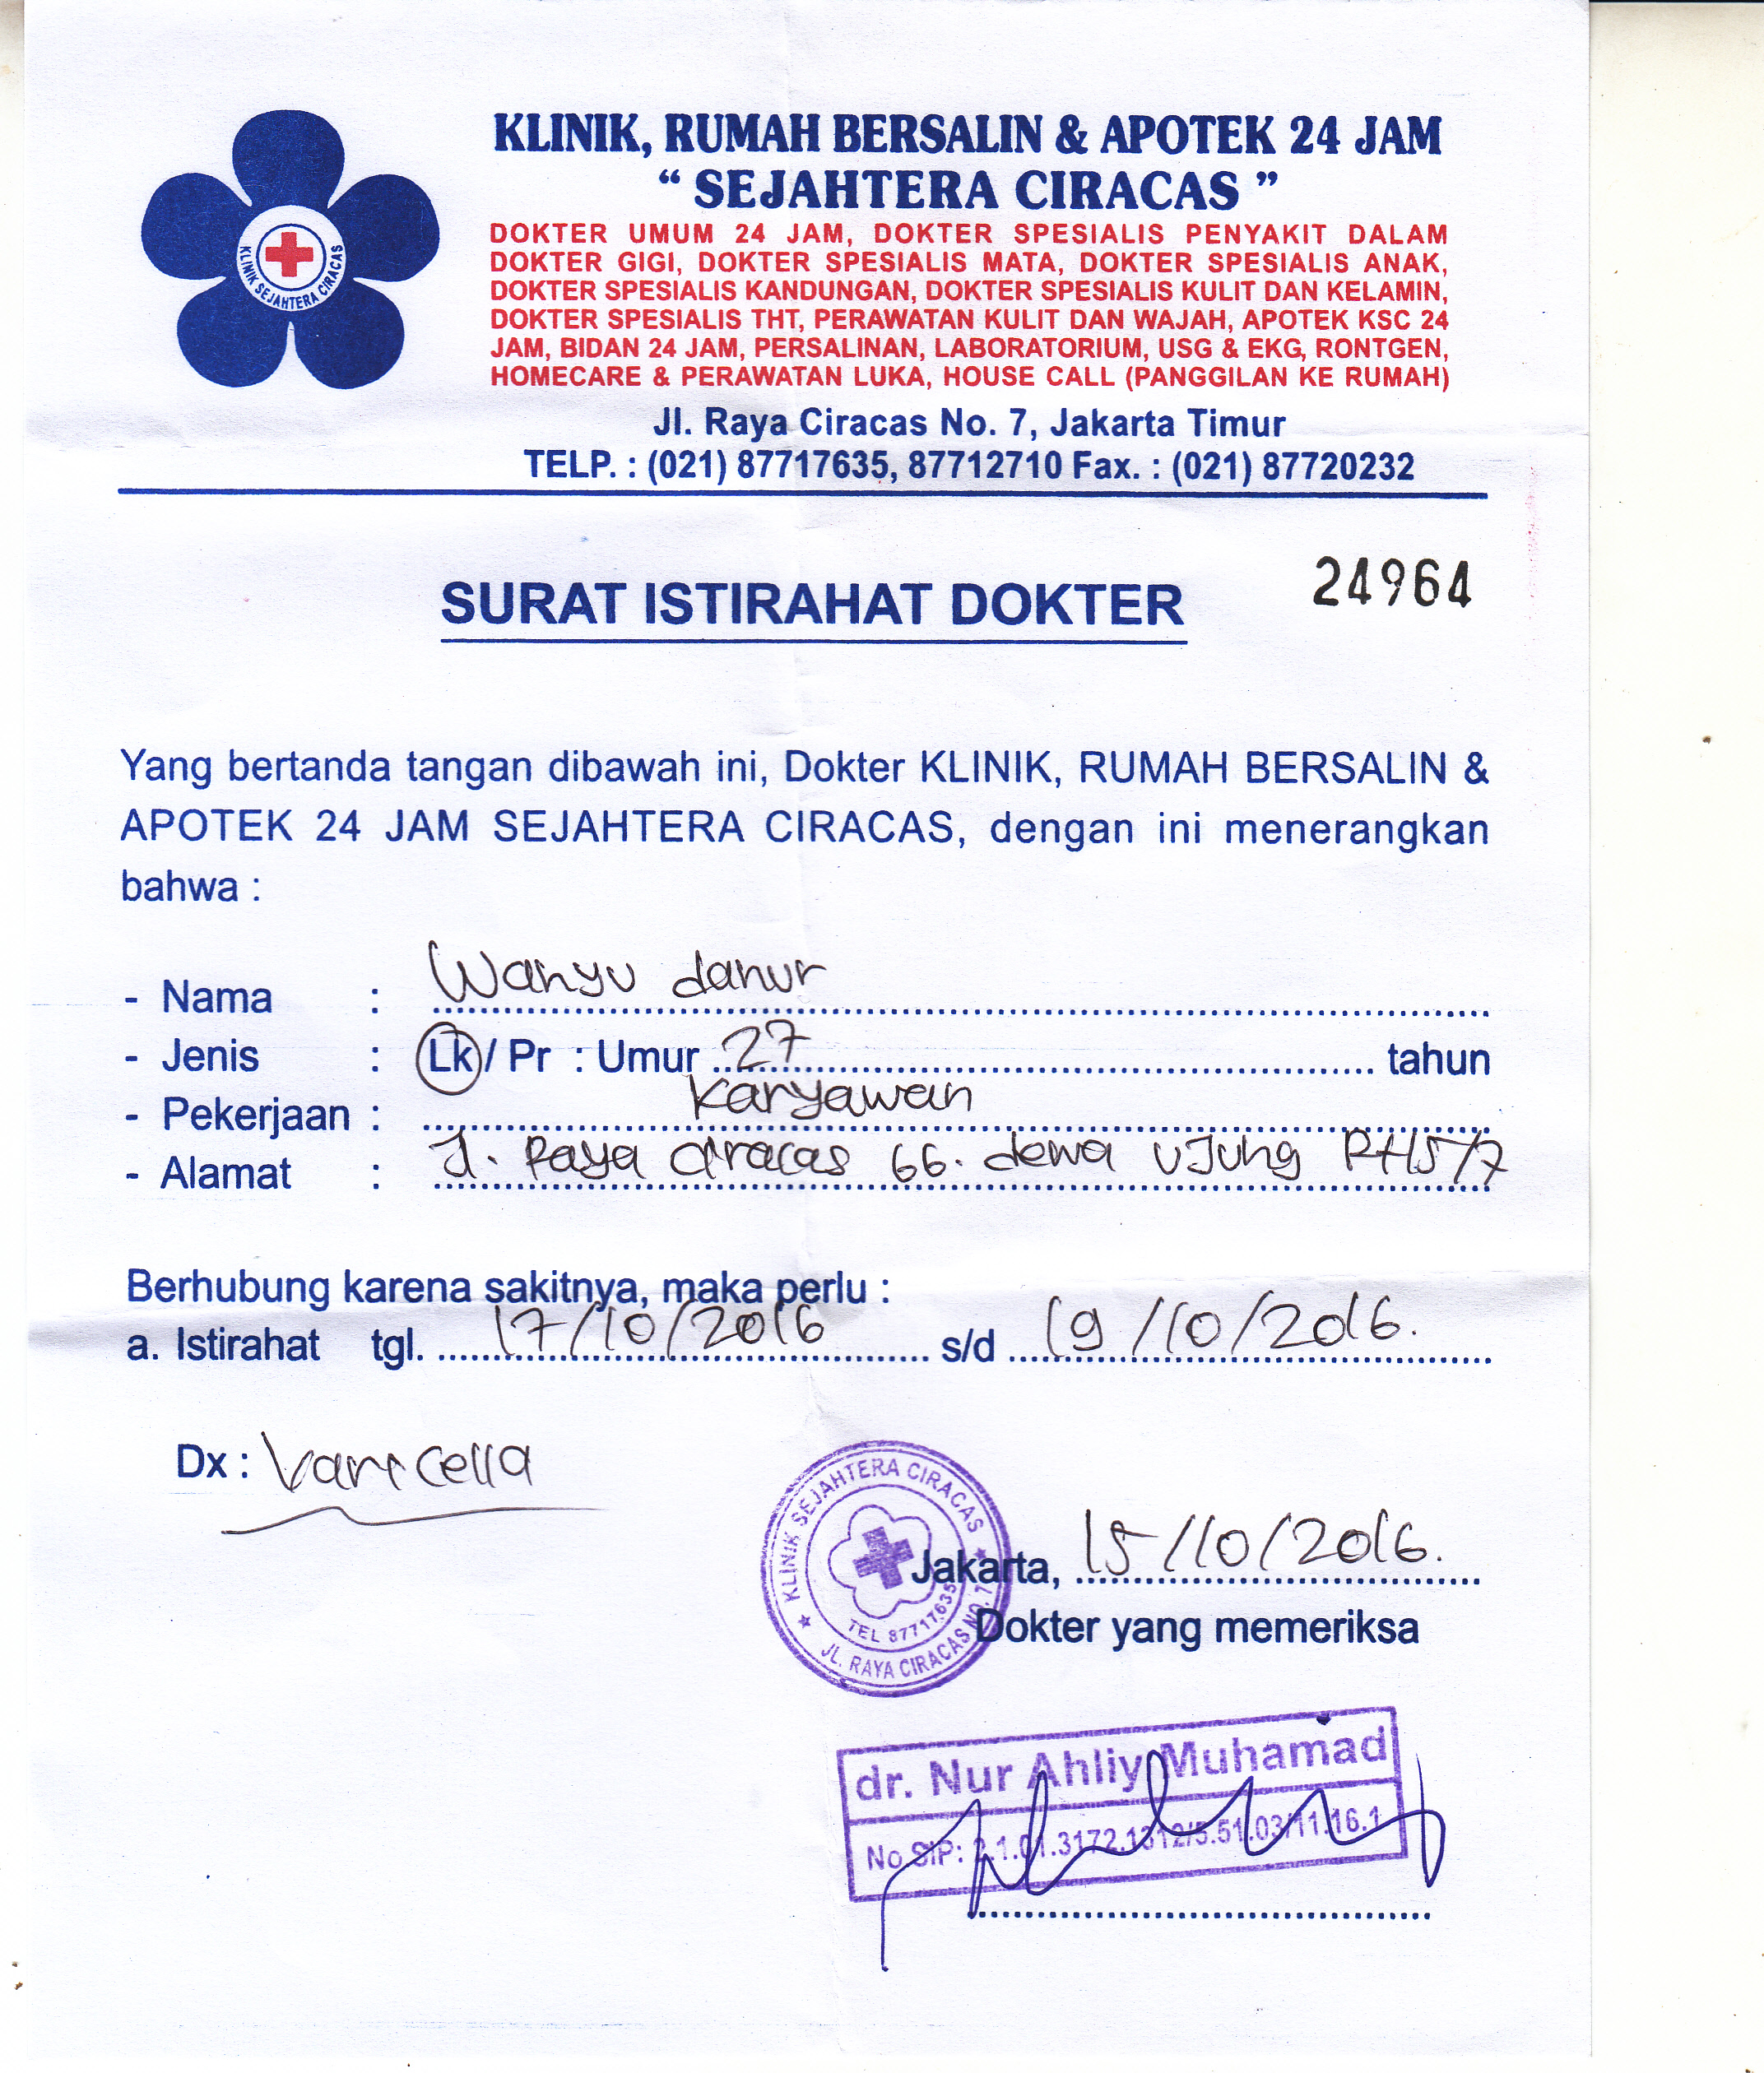 KLINIK, RUMAH BERSALIN & APOTEK 24 JAM
“ SEJAHTERA CIRACAS ”
DOKTER UMUM 24 JAM, DOKTER SPESIALIS PENYAKIT DALAM
DOKTER GIGI, DOKTER SPESIALIS MATA, DOKTER SPESIALIS ANAK,
DOKTER SPESIALIS KANDUNGAN, DOKTER SPESIALIS KULIT DAN KELAMIN,
DOKTER SPESIALIS THT, PERAWATAN KULIT DAN WAJAH, APOTEK KSC 24
JAM, BIDAN 24 JAM, PERSALINAN, LABORATORIUM, USG & EKG, RONTGEN,
HOMECARE & PERAWATAN LUKA, HOUSE CALL (PANGGILAN KE RUMAH)
KLINIK SEJAHTERA CIRACAS
Jl. Raya Ciracas No. 7, Jakarta Timur
TELP. : (021) 87717635, 87712710 Fax. : (021) 87720232
SURAT ISTIRAHAT DOKTER 24964
Yang bertanda tangan dibawah ini, Dokter KLINIK, RUMAH BERSALIN &
APOTEK 24 JAM SEJAHTERA CIRACAS, dengan ini menerangkan
bahwa :
- Nama : Wahyu danur
- Jenis : Lk / Pr : Umur 27 tahun
- Pekerjaan : Karyawan
- Alamat : Jl. Raya Ciracas 66. dewa ujung Rt15/7
Berhubung karena sakitnya, maka perlu :
a. Istirahat tgl. 17/10/2016 s/d 19/10/2016.
Dx : Varicella
KLINIK SEJAHTERA CIRACAS
TEL 87717635
JL. RAYA CIRACAS NO. 7
Jakarta, 15/10/2016.
Dokter yang memeriksa
dr. Nur Ahliy Muhamad
No SIP: 2.1.01.3172.1312/5.51.03/11.16.1